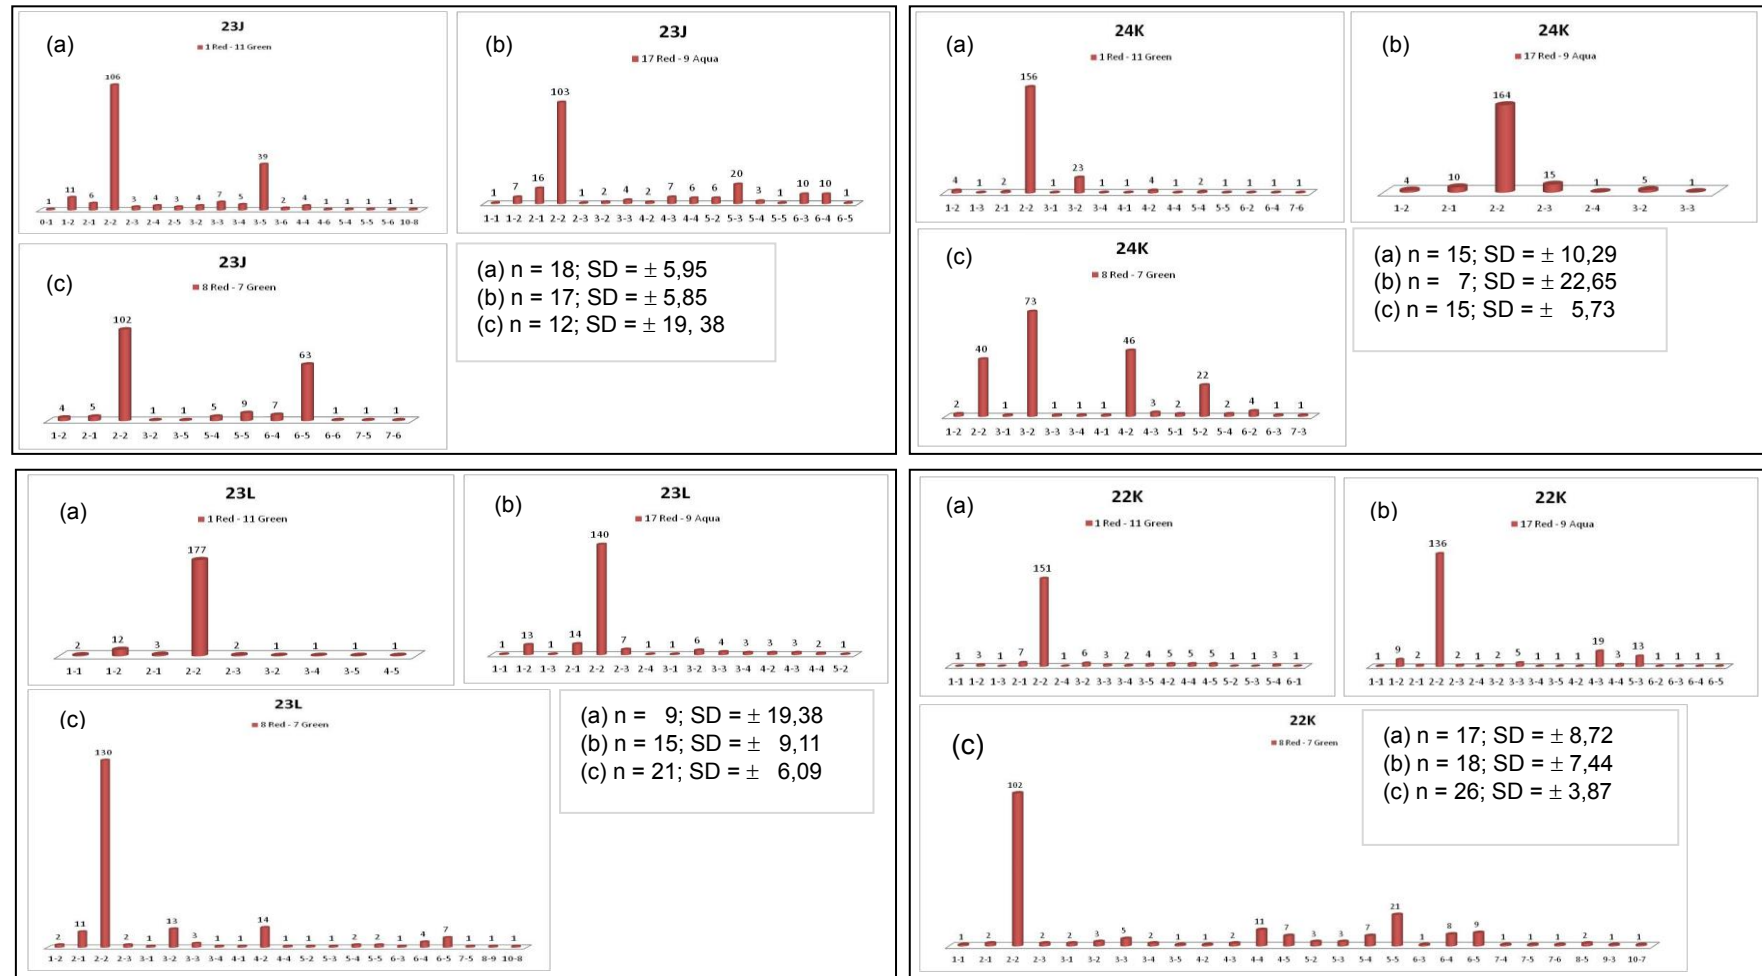 (a)
23J
1 Red - 11 Green
1 11 6 106 3 4 3 4 7 5 39 2 4 1 1 1 1 1
0-1 1-2 2-1 2-2 2-3 2-4 2-5 3-2 3-3 3-4 3-5 3-6 4-4 4-6 5-4 5-5 5-6 10-8
(b)
23J
17 Red - 9 Aqua
1 7 16 103 1 2 4 2 7 6 6 20 3 1 10 10 1
1-1 1-2 2-1 2-2 2-3 3-2 3-3 4-2 4-3 4-4 5-2 5-3 5-4 5-5 6-3 6-4 6-5
(c)
23J
8 Red - 7 Green
4 5 102 1 1 5 9 7 63 1 1 1
1-2 2-1 2-2 3-2 3-5 5-4 5-5 6-4 6-5 6-6 7-5 7-6
(a) n = 18; SD = ± 5,95
(b) n = 17; SD = ± 5,85
(c) n = 12; SD = ± 19, 38
(a)
24K
1 Red - 11 Green
4 1 2 156 1 23 1 1 4 1 2 1 1 1 1
1-2 1-3 2-1 2-2 3-1 3-2 3-4 4-1 4-2 4-5 5-4 5-5 6-2 6-4 7-6
(b)
24K
17 Red - 9 Aqua
4 10 164 15 1 5 1
1-2 2-1 2-2 2-3 2-4 3-2 3-3
(c)
24K
8 Red - 7 Green
2 40 1 73 1 1 1 46 3 2 22 2 4 1 1
1-2 2-2 3-1 3-2 3-3 3-4 4-1 4-2 4-3 5-1 5-2 5-4 6-2 6-3 7-3
(a) n = 15; SD = ± 10,29
(b) n = 7; SD = ± 22,65
(c) n = 15; SD = ± 5,73
(a)
23L
1 Red - 11 Green
2 12 3 177 2 1 1 1 1
1-1 1-2 2-1 2-2 2-3 3-2 3-4 3-5 4-5
(b)
23L
17 Red - 9 Aqua
1 13 1 14 140 7 1 1 6 4 3 3 3 2 1
1-1 1-2 1-3 2-1 2-2 2-3 2-4 3-1 3-2 3-3 3-4 4-2 4-3 4-4 5-2
(c)
23L
8 Red - 7 Green
2 11 130 2 1 13 3 1 1 14 1 1 1 2 2 1 4 7 1 1 1
1-2 2-1 2-2 2-3 3-1 3-2 3-3 3-4 4-1 4-2 4-4 5-2 5-3 5-4 5-5 6-3 6-4 6-5 7-5 8-9 10-8
(a) n = 9; SD = ± 19,38
(b) n = 15; SD = ± 9,11
(c) n = 21; SD = ± 6,09
(a)
22K
1 Red - 11 Green
1 3 1 7 151 1 6 3 2 4 5 5 5 1 1 3 1
1-1 1-2 1-3 2-1 2-2 2-4 3-2 3-3 3-4 3-5 4-2 4-4 4-5 5-2 5-3 5-4 6-1
(b)
22K
17 Red - 9 Aqua
1 9 2 136 2 1 2 5 1 1 1 19 3 13 1 1 1 1
1-1 1-2 2-1 2-2 2-3 2-4 3-2 3-3 3-4 3-5 4-2 4-3 4-4 5-3 6-2 6-3 6-4 6-5
(c)
22K
8 Red - 7 Green
1 2 102 2 2 3 5 2 1 1 2 11 7 3 3 7 21 1 8 9 1 1 1 2 1 1
1-1 2-1 2-2 2-3 3-1 3-2 3-3 3-4 3-5 4-2 4-3 4-4 4-5 5-2 5-3 5-4 5-5 6-3 6-4 6-5 7-4 7-5 7-6 8-5 9-3 10-7
(a) n = 17; SD = ± 8,72
(b) n = 18; SD = ± 7,44
(c) n = 26; SD = ± 3,87